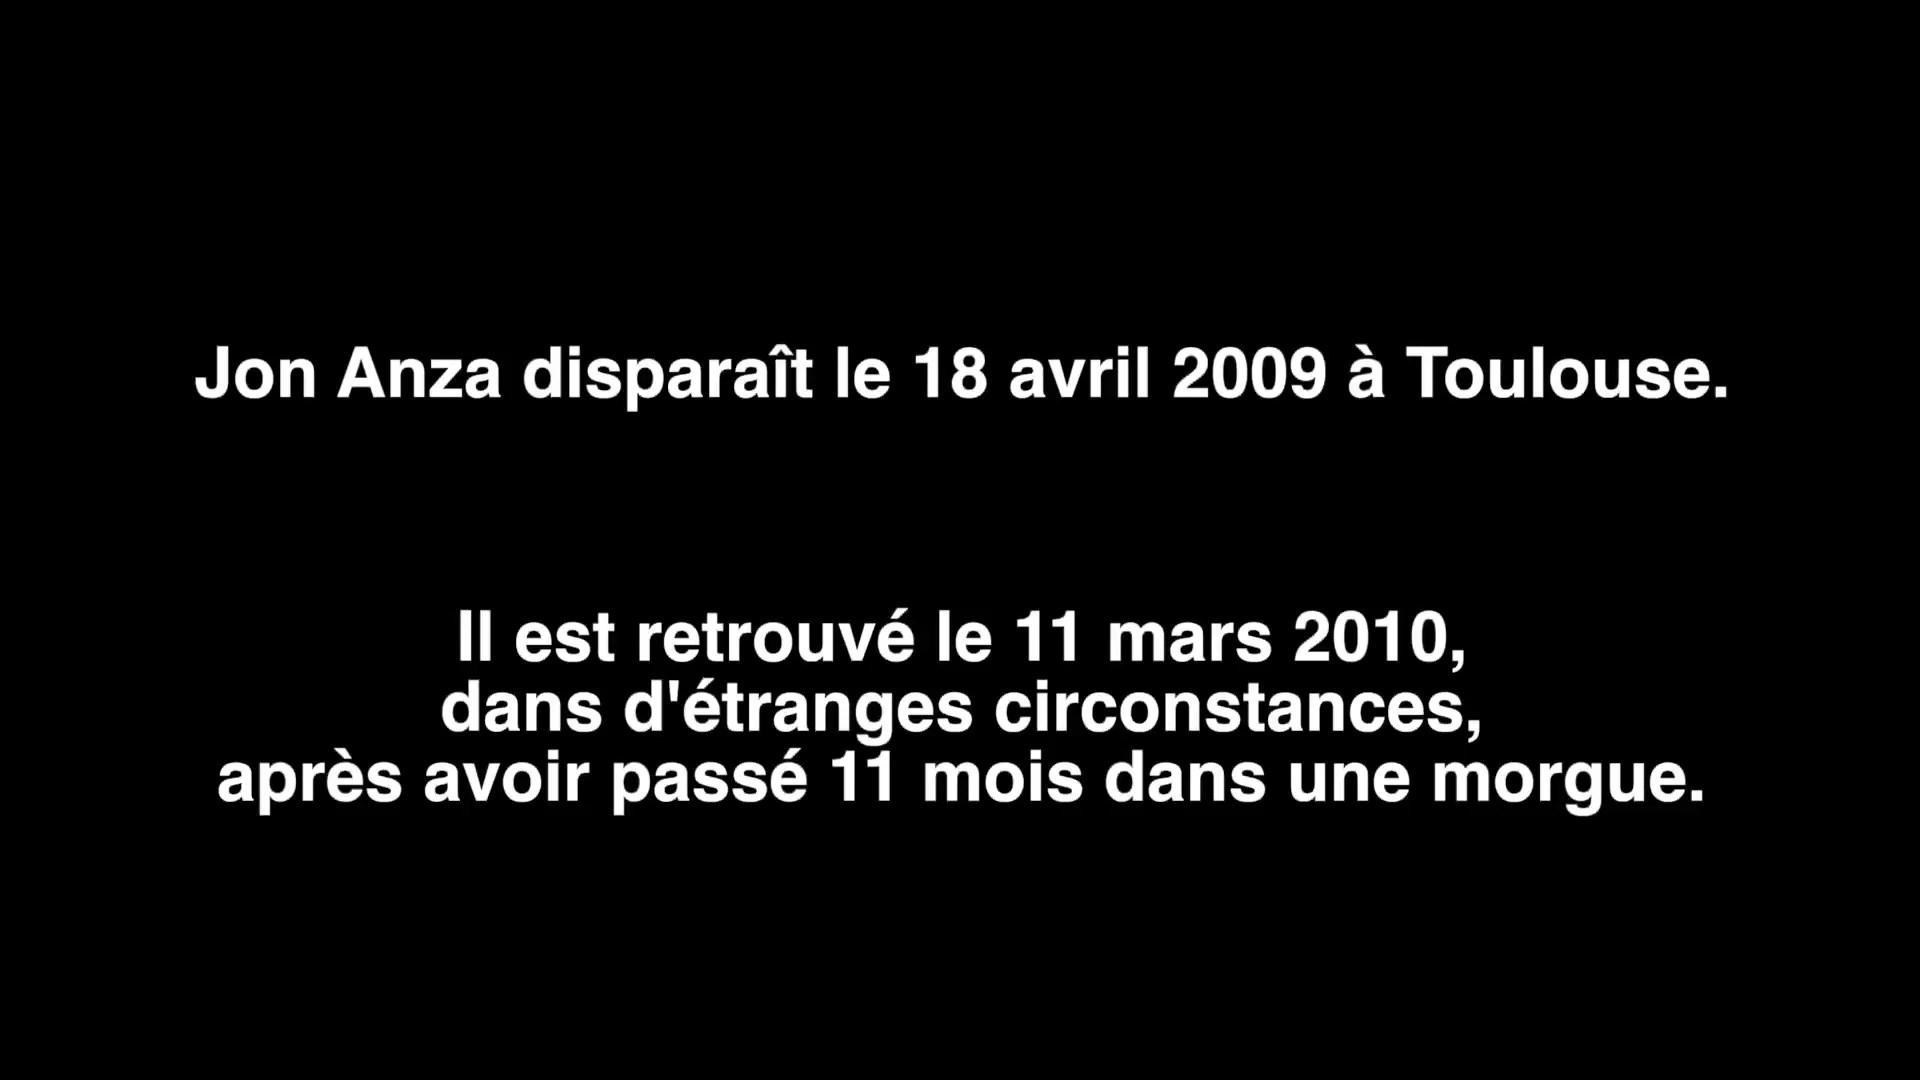 Jon Anza disparaît le 18 avril 2009 à Toulouse.
Il est retrouvé le 11 mars 2010,
dans d'étranges circonstances,
après avoir passé 11 mois dans une morgue.